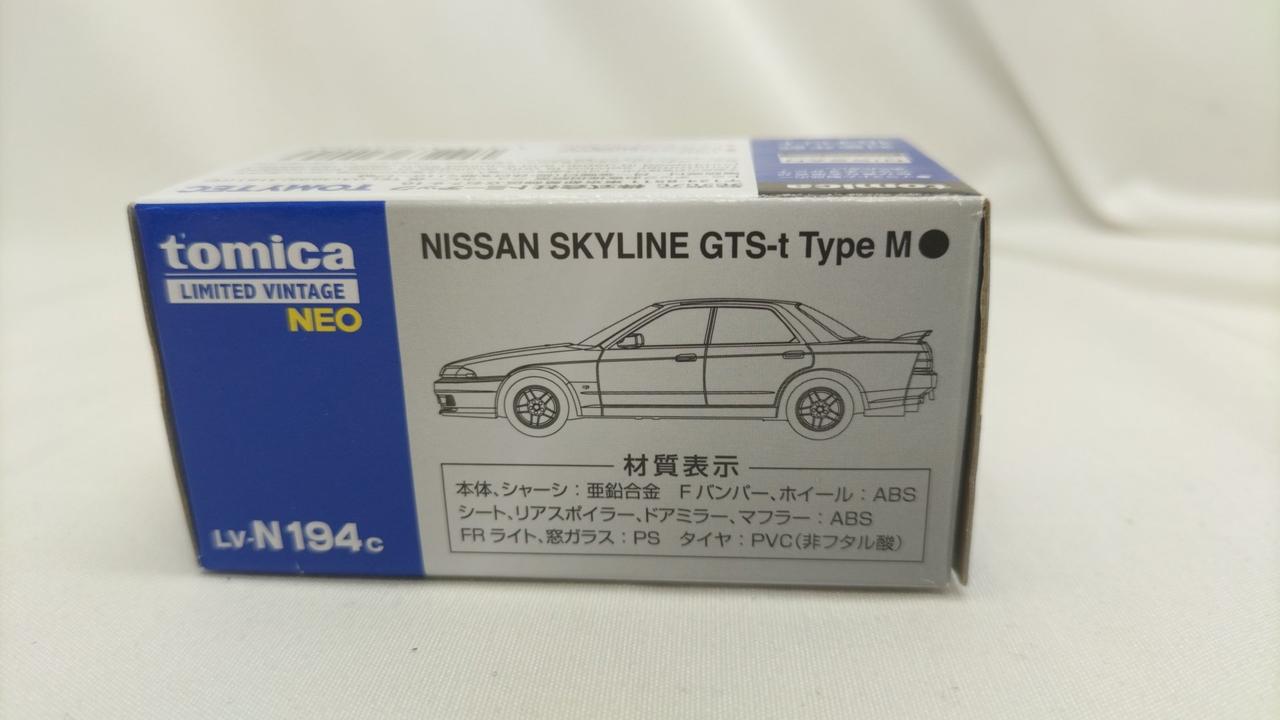 TOMYTEC
tomica
tomica
LIMITED VINTAGE
NEO
NISSAN SKYLINE GTS-t Type M●
材質表示
本体、シャーシ：亜鉛合金 Fバンパー、ホイール：ABS
シート、リアスポイラー、ドアミラー、マフラー：ABS
FRライト、窓ガラス：PS タイヤ：PVC(非フタル酸)
LV-N194c